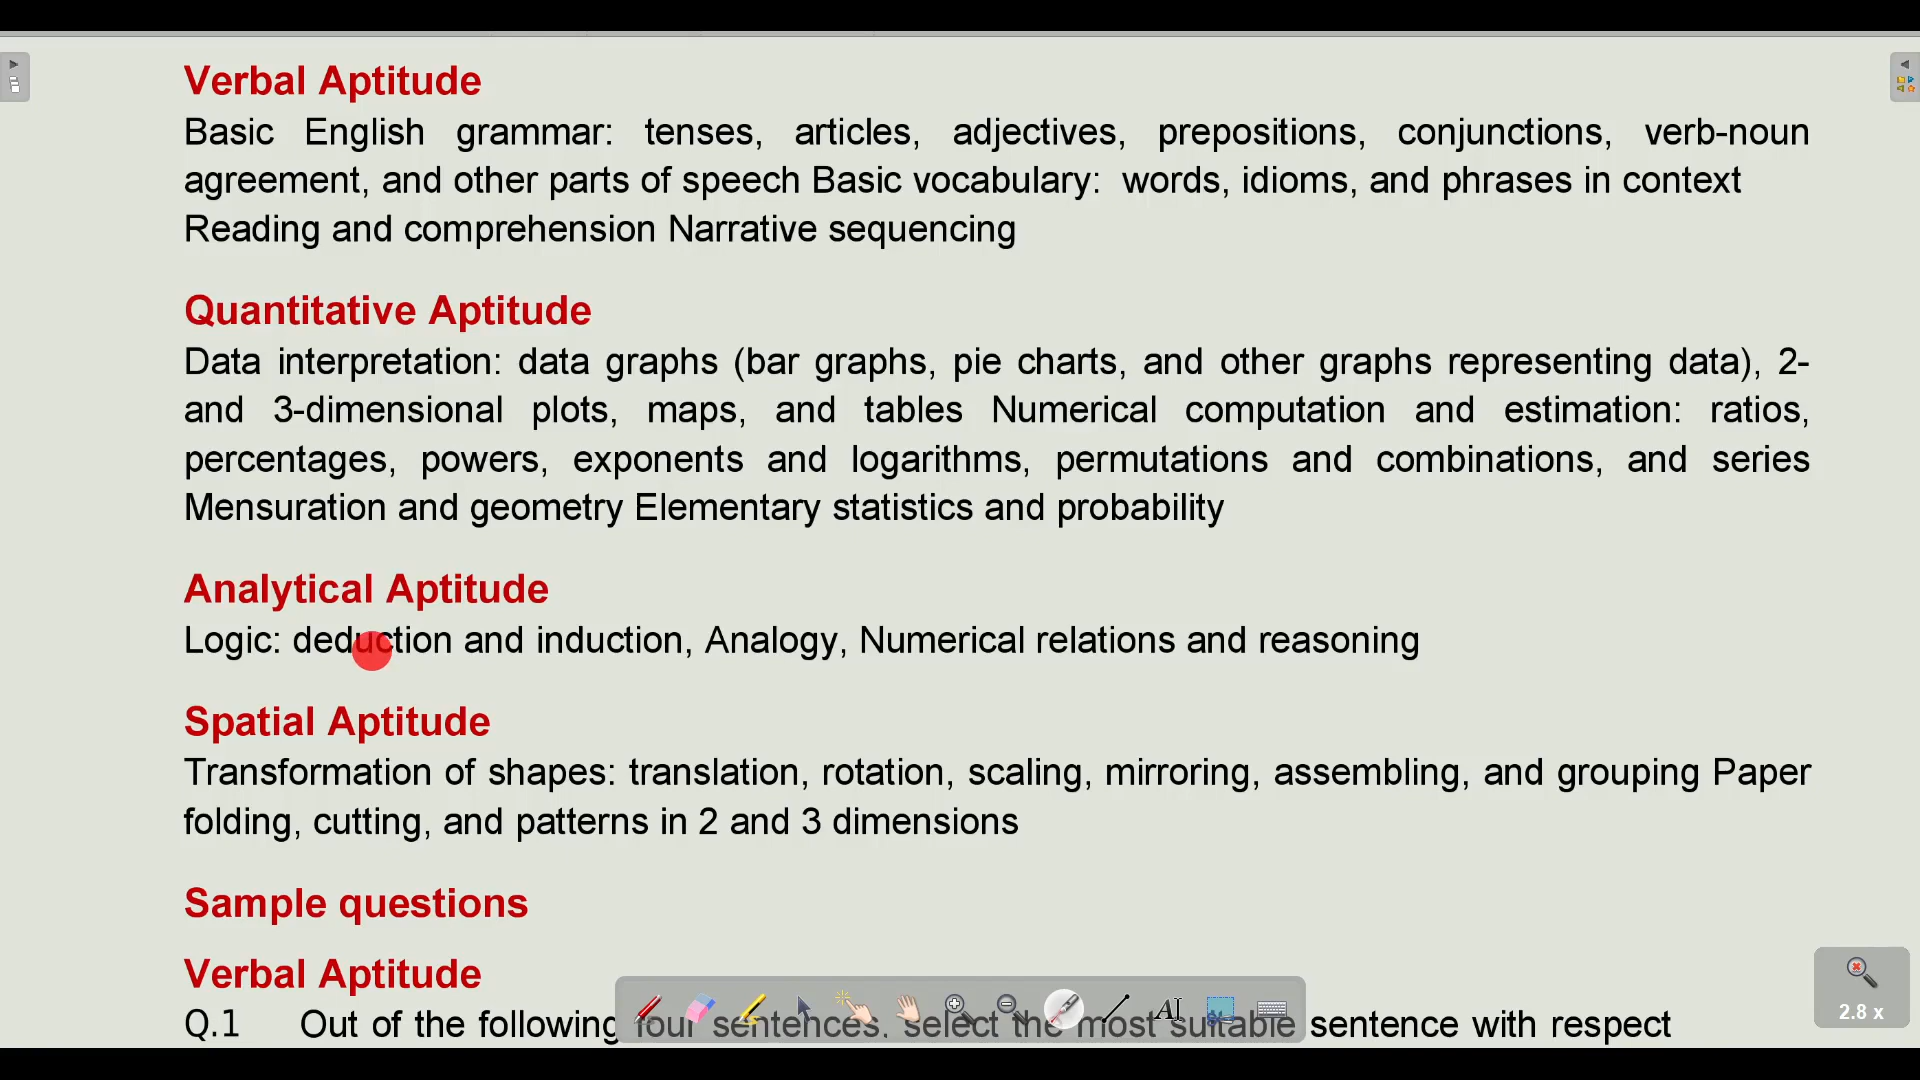 Verbal Aptitude
Basic English grammar: tenses, articles, adjectives, prepositions, conjunctions, verb-noun
agreement, and other parts of speech Basic vocabulary: words, idioms, and phrases in context
Reading and comprehension Narrative sequencing
Quantitative Aptitude
Data interpretation: data graphs (bar graphs, pie charts, and other graphs representing data), 2-
and 3-dimensional plots, maps, and tables Numerical computation and estimation: ratios,
percentages, powers, exponents and logarithms, permutations and combinations, and series
Mensuration and geometry Elementary statistics and probability
Analytical Aptitude
Logic: deduction and induction, Analogy, Numerical relations and reasoning
Spatial Aptitude
Transformation of shapes: translation, rotation, scaling, mirroring, assembling, and grouping Paper
folding, cutting, and patterns in 2 and 3 dimensions
Sample questions
Verbal Aptitude
Q.1 Out of the following four sentences, select the most suitable sentence with respect
2.8 x